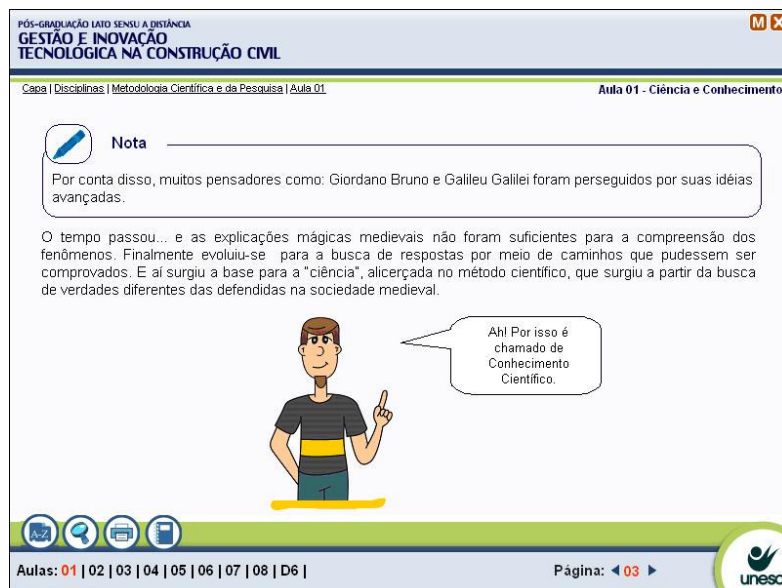 PÓS-GRADUAÇÃO LATO SENSU A DISTÂNCIA
GESTÃO E INOVAÇÃO
TECNOLÓGICA NA CONSTRUÇÃO CIVIL
M X
Capa | Disciplinas | Metodologia Científica e da Pesquisa | Aula 01
Aula 01 - Ciência e Conhecimento
Nota
Por conta disso, muitos pensadores como: Giordano Bruno e Galileu Galilei foram perseguidos por suas idéias
avançadas.
O tempo passou... e as explicações mágicas medievais não foram suficientes para a compreensão dos
fenômenos. Finalmente evoluiu-se para a busca de respostas por meio de caminhos que pudessem ser
comprovados. E aí surgiu a base para a "ciência", alicerçada no método científico, que surgiu a partir da busca
de verdades diferentes das defendidas na sociedade medieval.
Ah! Por isso é
chamado de
Conhecimento
Científico.
A-Z
Aulas: 01 | 02 | 03 | 04 | 05 | 06 | 07 | 08 | D6 |
Página: 03
unesc